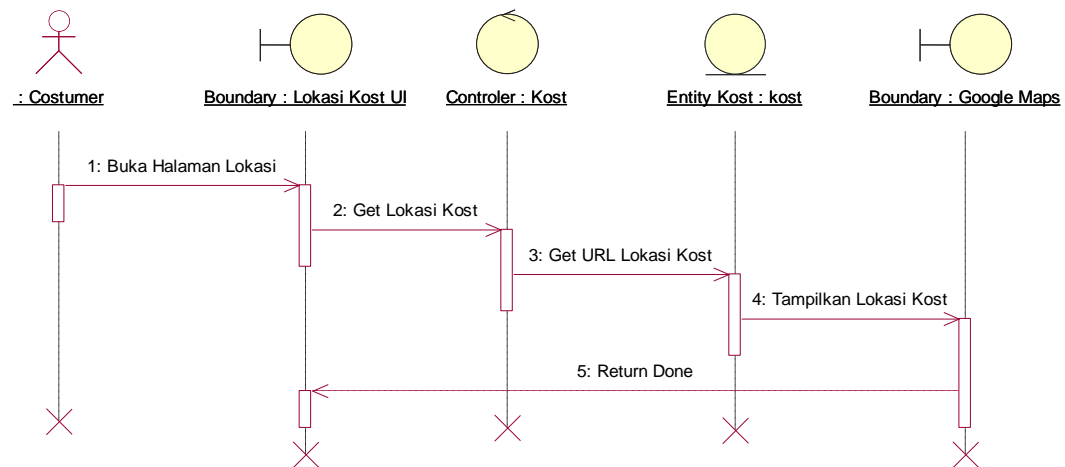 : Costumer
Boundary : Lokasi Kost UI
Controler : Kost
Entity Kost : kost
Boundary : Google Maps
1: Buka Halaman Lokasi
2: Get Lokasi Kost
3: Get URL Lokasi Kost
4: Tampilkan Lokasi Kost
5: Return Done